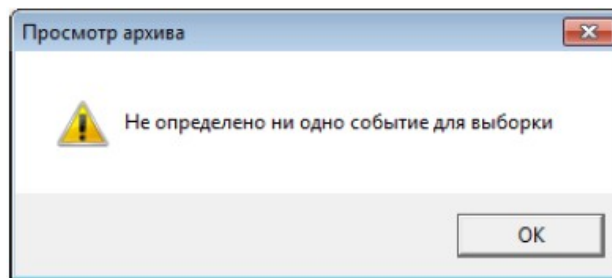 Просмотр архива
Не определено ни одно событие для выборки
OK